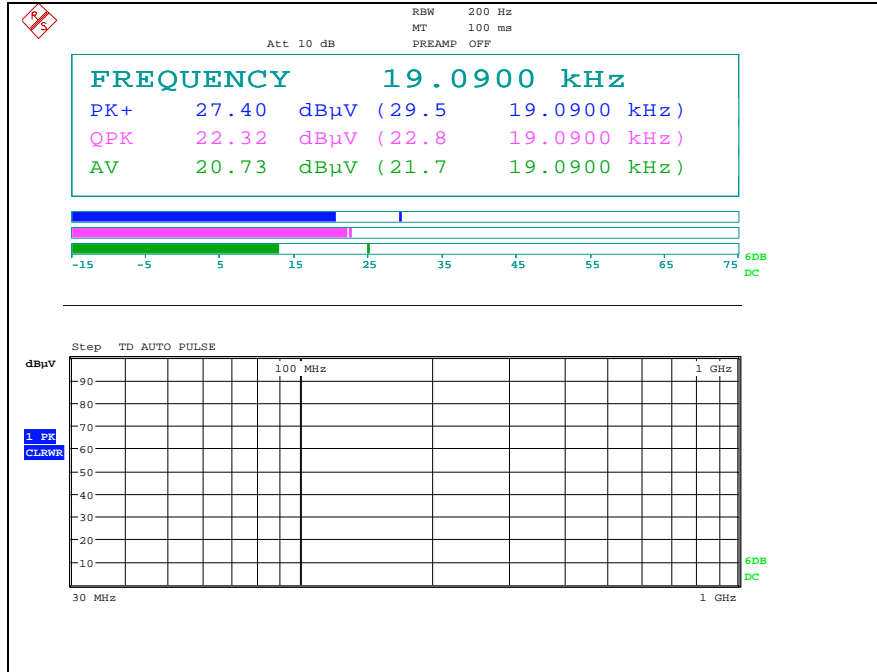 R S
RBW 200 Hz
MT 100 ms
Att 10 dB PREAMP OFF
FREQUENCY 19.0900 kHz
PK+ 27.40 dBµV (29.5 19.0900 kHz)
QPK 22.32 dBµV (22.8 19.0900 kHz)
AV 20.73 dBµV (21.7 19.0900 kHz)
-15 -5 5 15 25 35 45 55 65 75
6DB
DC
Step TD AUTO PULSE
dBµV
100 MHz 1 GHz
90
80
70
1 PK
CLRWR
60
50
40
30
20
10
6DB
DC
30 MHz 1 GHz